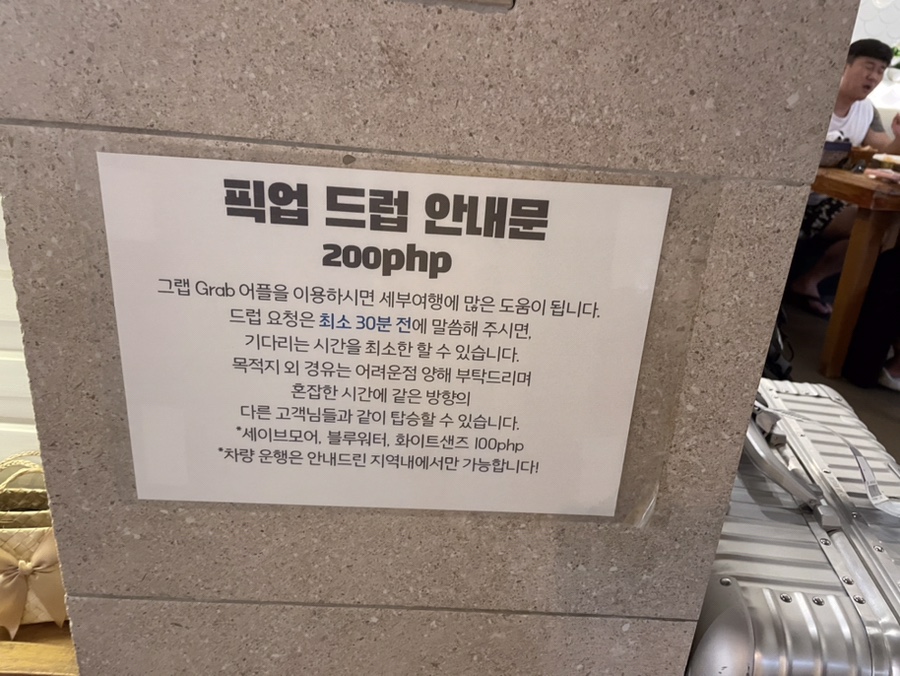 픽업 드럽 안내문
200php
그랩 Grab 어플을 이용하시면 세부여행에 많은 도움이 됩니다.
드럽 요청은 최소 30분 전에 말씀해 주시면,
기다리는 시간을 최소한 할 수 있습니다.
목적지 외 경유는 어려운점 양해 부탁드리며
혼잡한 시간에 같은 방향의
다른 고객님들과 같이 탑승할 수 있습니다.
*세이브모어, 블루워터, 화이트샌즈 100php
*차량 운행은 안내드린 지역내에서만 가능합니다!